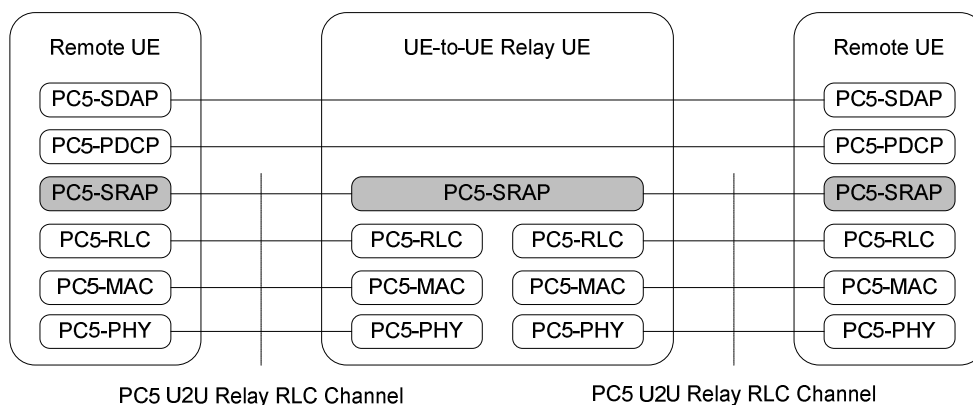 Remote UE
UE-to-UE Relay UE
Remote UE
PC5-SDAP
PC5-SDAP
PC5-PDCP
PC5-PDCP
PC5-SRAP
PC5-SRAP
PC5-SRAP
PC5-RLC
PC5-RLC
PC5-RLC
PC5-RLC
PC5-MAC
PC5-MAC
PC5-MAC
PC5-MAC
PC5-PHY
PC5-PHY
PC5-PHY
PC5-PHY
PC5 U2U Relay RLC Channel
PC5 U2U Relay RLC Channel